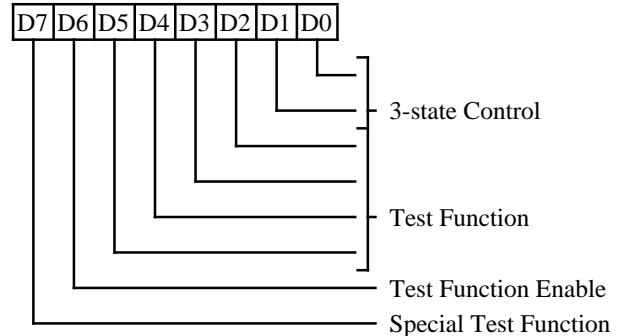 D7 D6 D5 D4 D3 D2 D1 D0
3-state Control
Test Function
Test Function Enable
Special Test Function